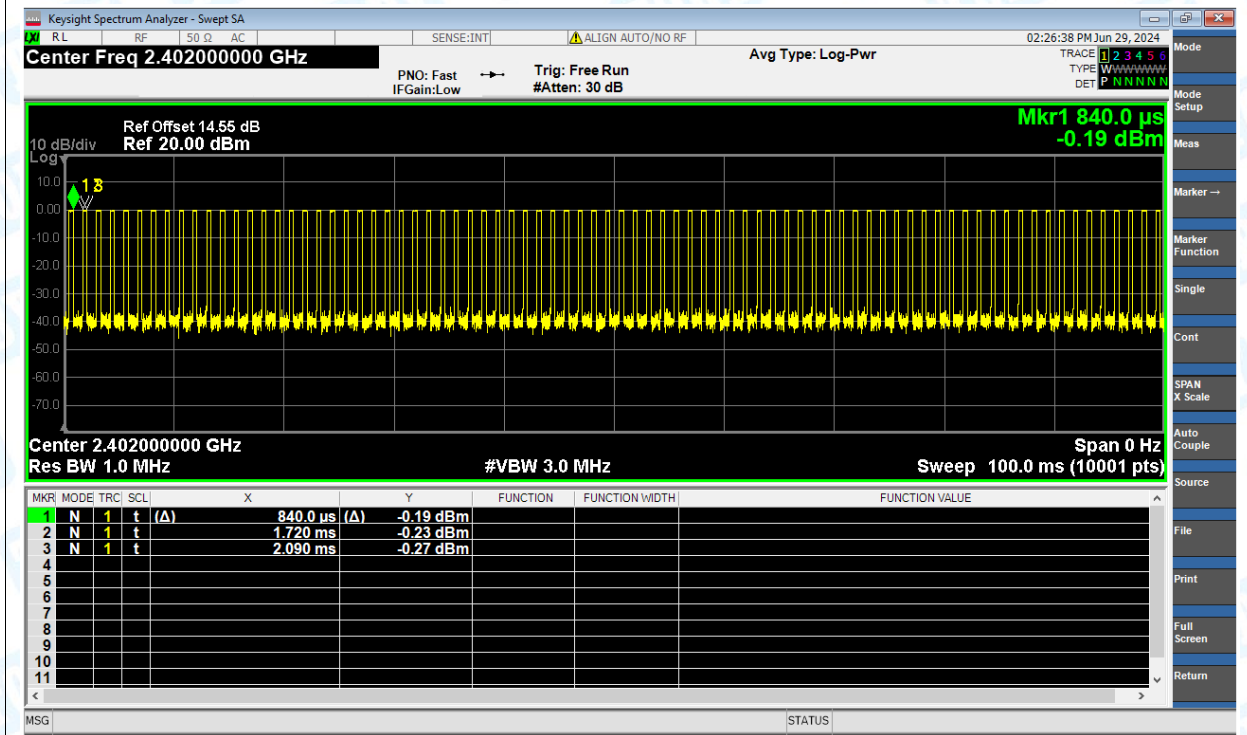 Keysight Spectrum Analyzer - Swept SA
LXI RL RF 50 Ω AC SENSE:INT ALIGN AUTO/NO RF 02:26:38 PM Jun 29, 2024
Center Freq 2.402000000 GHz
PNO: Fast
IFGain:Low
Trig: Free Run
#Atten: 30 dB
Avg Type: Log-Pwr
TRACE 1 2 3 4 5 6
TYPE WWWWWW
DET P N N N N N
Mkr1 840.0 µs
-0.19 dBm
Ref Offset 14.55 dB
10 dB/div Ref 20.00 dBm
Log
10.0
0.00
-10.0
-20.0
-30.0
-40.0
-50.0
-60.0
-70.0
1 3
Center 2.402000000 GHz Span 0 Hz
Res BW 1.0 MHz #VBW 3.0 MHz Sweep 100.0 ms (10001 pts)
MKR MODE TRC SCL X Y FUNCTION FUNCTION WIDTH FUNCTION VALUE
1 N 1 t (Δ) 840.0 µs (Δ) -0.19 dBm
2 N 1 t 1.720 ms -0.23 dBm
3 N 1 t 2.090 ms -0.27 dBm
4
5
6
7
8
9
10
11
MSG STATUS
Mode
Mode
Setup
Meas
Marker →
Marker
Function
Single
Cont
SPAN
X Scale
Auto
Couple
Source
File
Print
Full
Screen
Return